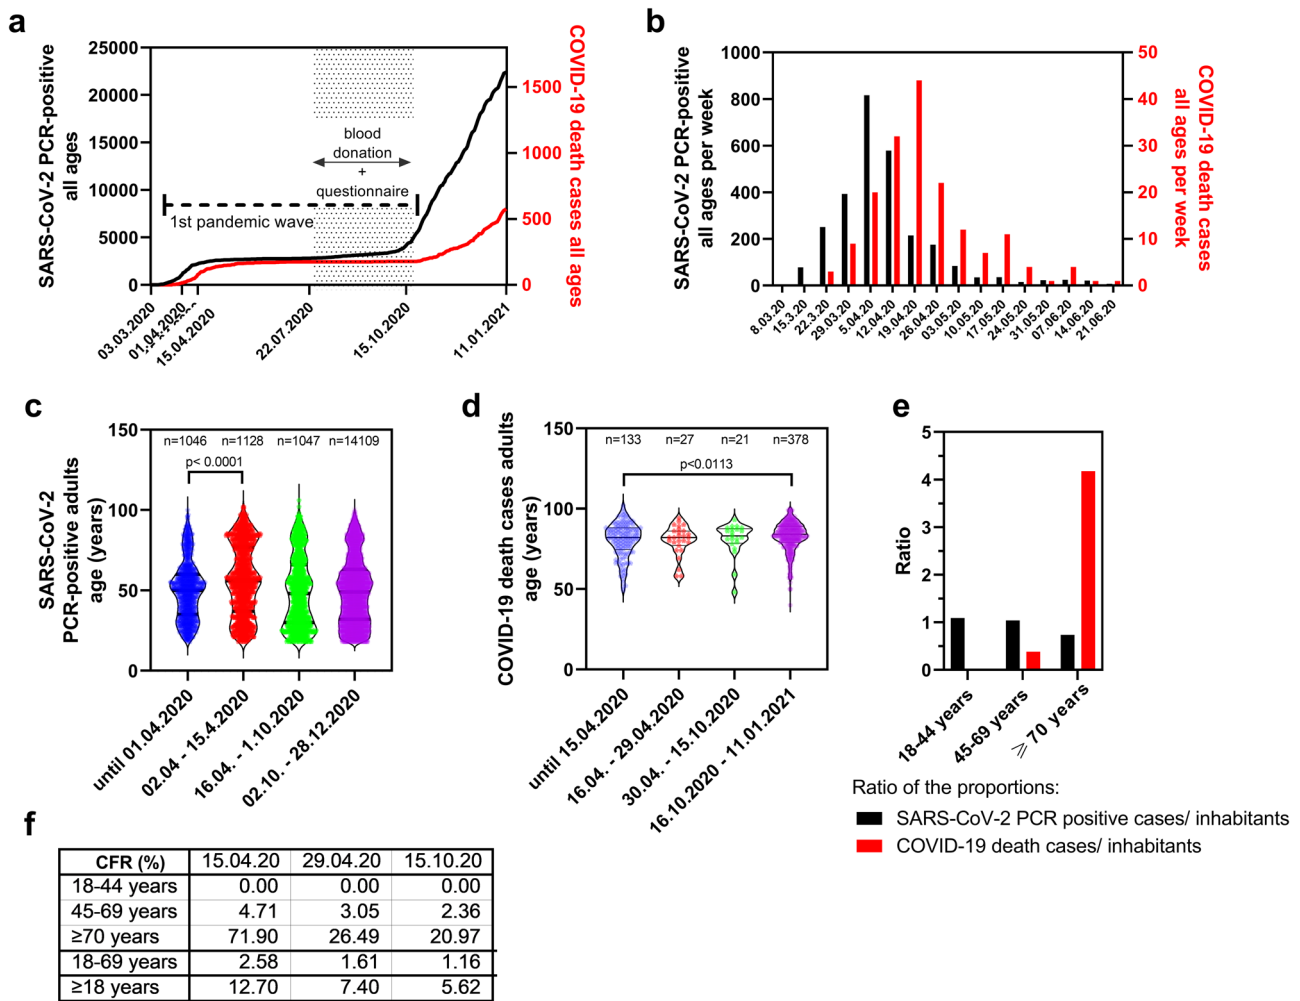 a
SARS-CoV-2 PCR-positive
all ages
25000
20000
15000
10000
5000
0
blood
donation
+
questionnaire
1st pandemic wave
1500
1000
500
0
COVID-19 death cases all ages
03.03.2020
01.04.2020
15.04.2020
22.07.2020
15.10.2020
11.01.2021
b
SARS-CoV-2 PCR-positive
all ages per week
1000
800
600
400
200
0
50
40
30
20
10
0
COVID-19 death cases
all ages per week
8.03.20
15.3.20
22.3.20
29.03.20
5.04.20
12.04.20
19.04.20
26.04.20
03.05.20
10.05.20
17.05.20
24.05.20
31.05.20
07.06.20
14.06.20
21.06.20
c
SARS-CoV-2
PCR-positive adults
age (years)
150
100
50
0
n=1046 n=1128 n=1047 n=14109
p< 0.0001
until 01.04.2020
02.04 - 15.4.2020
16.04. - 1.10.2020
02.10. - 28.12.2020
d
COVID-19 death cases adults
age (years)
150
100
50
0
n=133 n=27 n=21 n=378
p<0.0113
until 15.04.2020
16.04. - 29.04.2020
30.04. - 15.10.2020
16.10.2020 - 11.01.2021
e
Ratio
5
4
3
2
1
0
18-44 years
45-69 years
⩾ 70 years
Ratio of the proportions:
SARS-CoV-2 PCR positive cases/ inhabitants
COVID-19 death cases/ inhabitants
f
CFR (%) 15.04.20 29.04.20 15.10.20
18-44 years 0.00 0.00 0.00
45-69 years 4.71 3.05 2.36
≥70 years 71.90 26.49 20.97
18-69 years 2.58 1.61 1.16
≥18 years 12.70 7.40 5.62